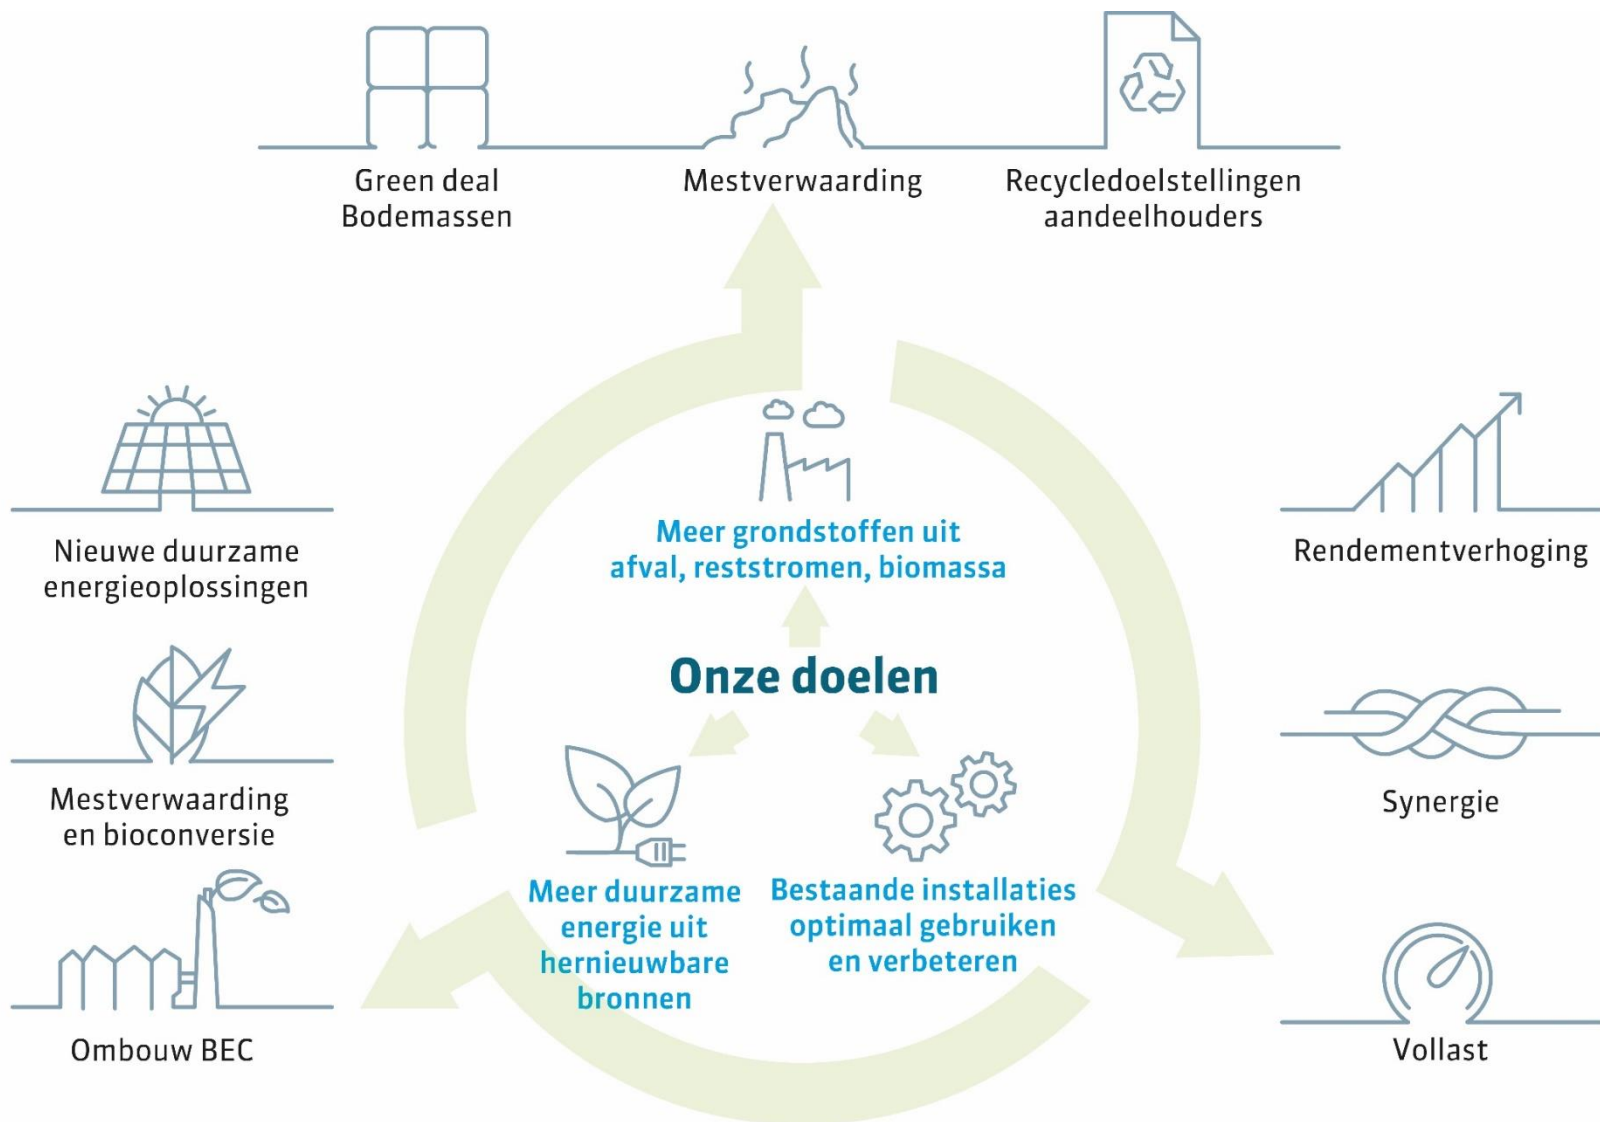 Green deal
Bodemassen
Mestverwaarding
Recycledoelstellingen
aandeelhouders
Nieuwe duurzame
energieoplossingen
Meer grondstoffen uit
afval, reststromen, biomassa
Rendementverhoging
Onze doelen
Mestverwaarding
en bioconversie
Synergie
Meer duurzame
energie uit
hernieuwbare
bronnen
Bestaande installaties
optimaal gebruiken
en verbeteren
Ombouw BEC
Vollast